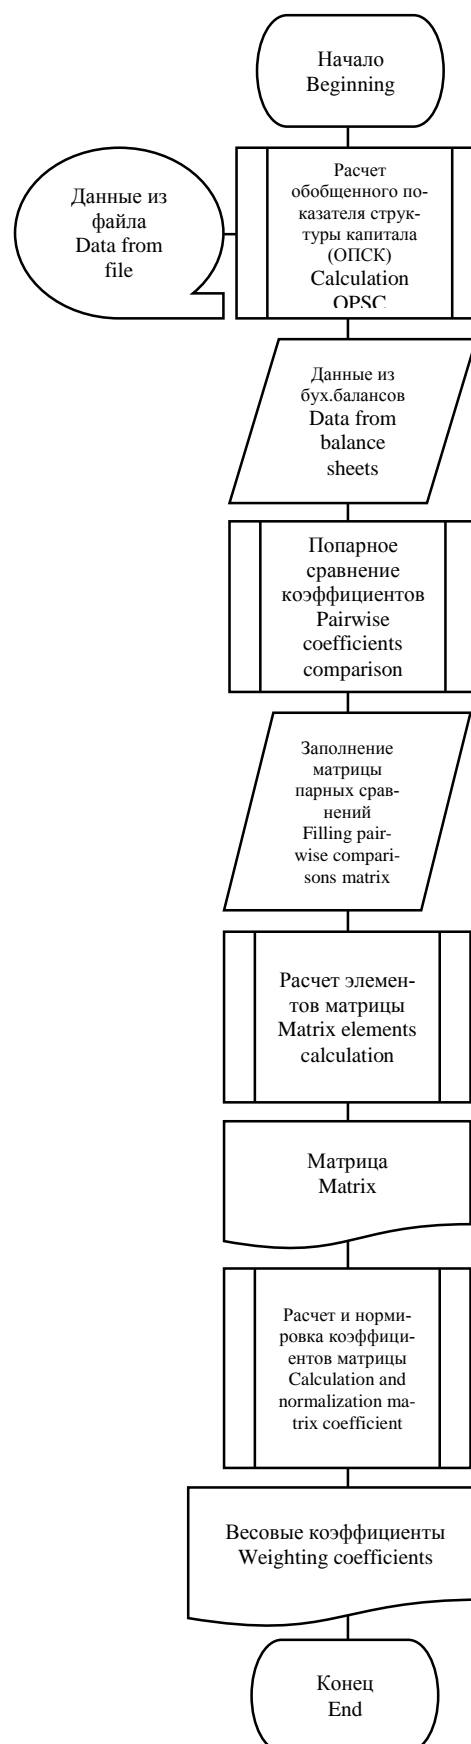 Начало
Beginning
Данные из
файла
Data from
file
Расчет
обобщенного по-
казателя струк-
туры капитала
(ОПСК)
Calculation
OPSC
Данные из
бух.балансов
Data from
balance
sheets
Попарное
сравнение
коэффициентов
Pairwise
coefficients
comparison
Заполнение
матрицы
парных срав-
нений
Filling pair-
wise compari-
sons matrix
Расчет элемен-
тов матрицы
Matrix elements
calculation
Матрица
Matrix
Расчет и норми-
ровка коэффици-
ентов матрицы
Calculation and
normalization ma-
trix coefficient
Весовые коэффициенты
Weighting coefficients
Конец
End